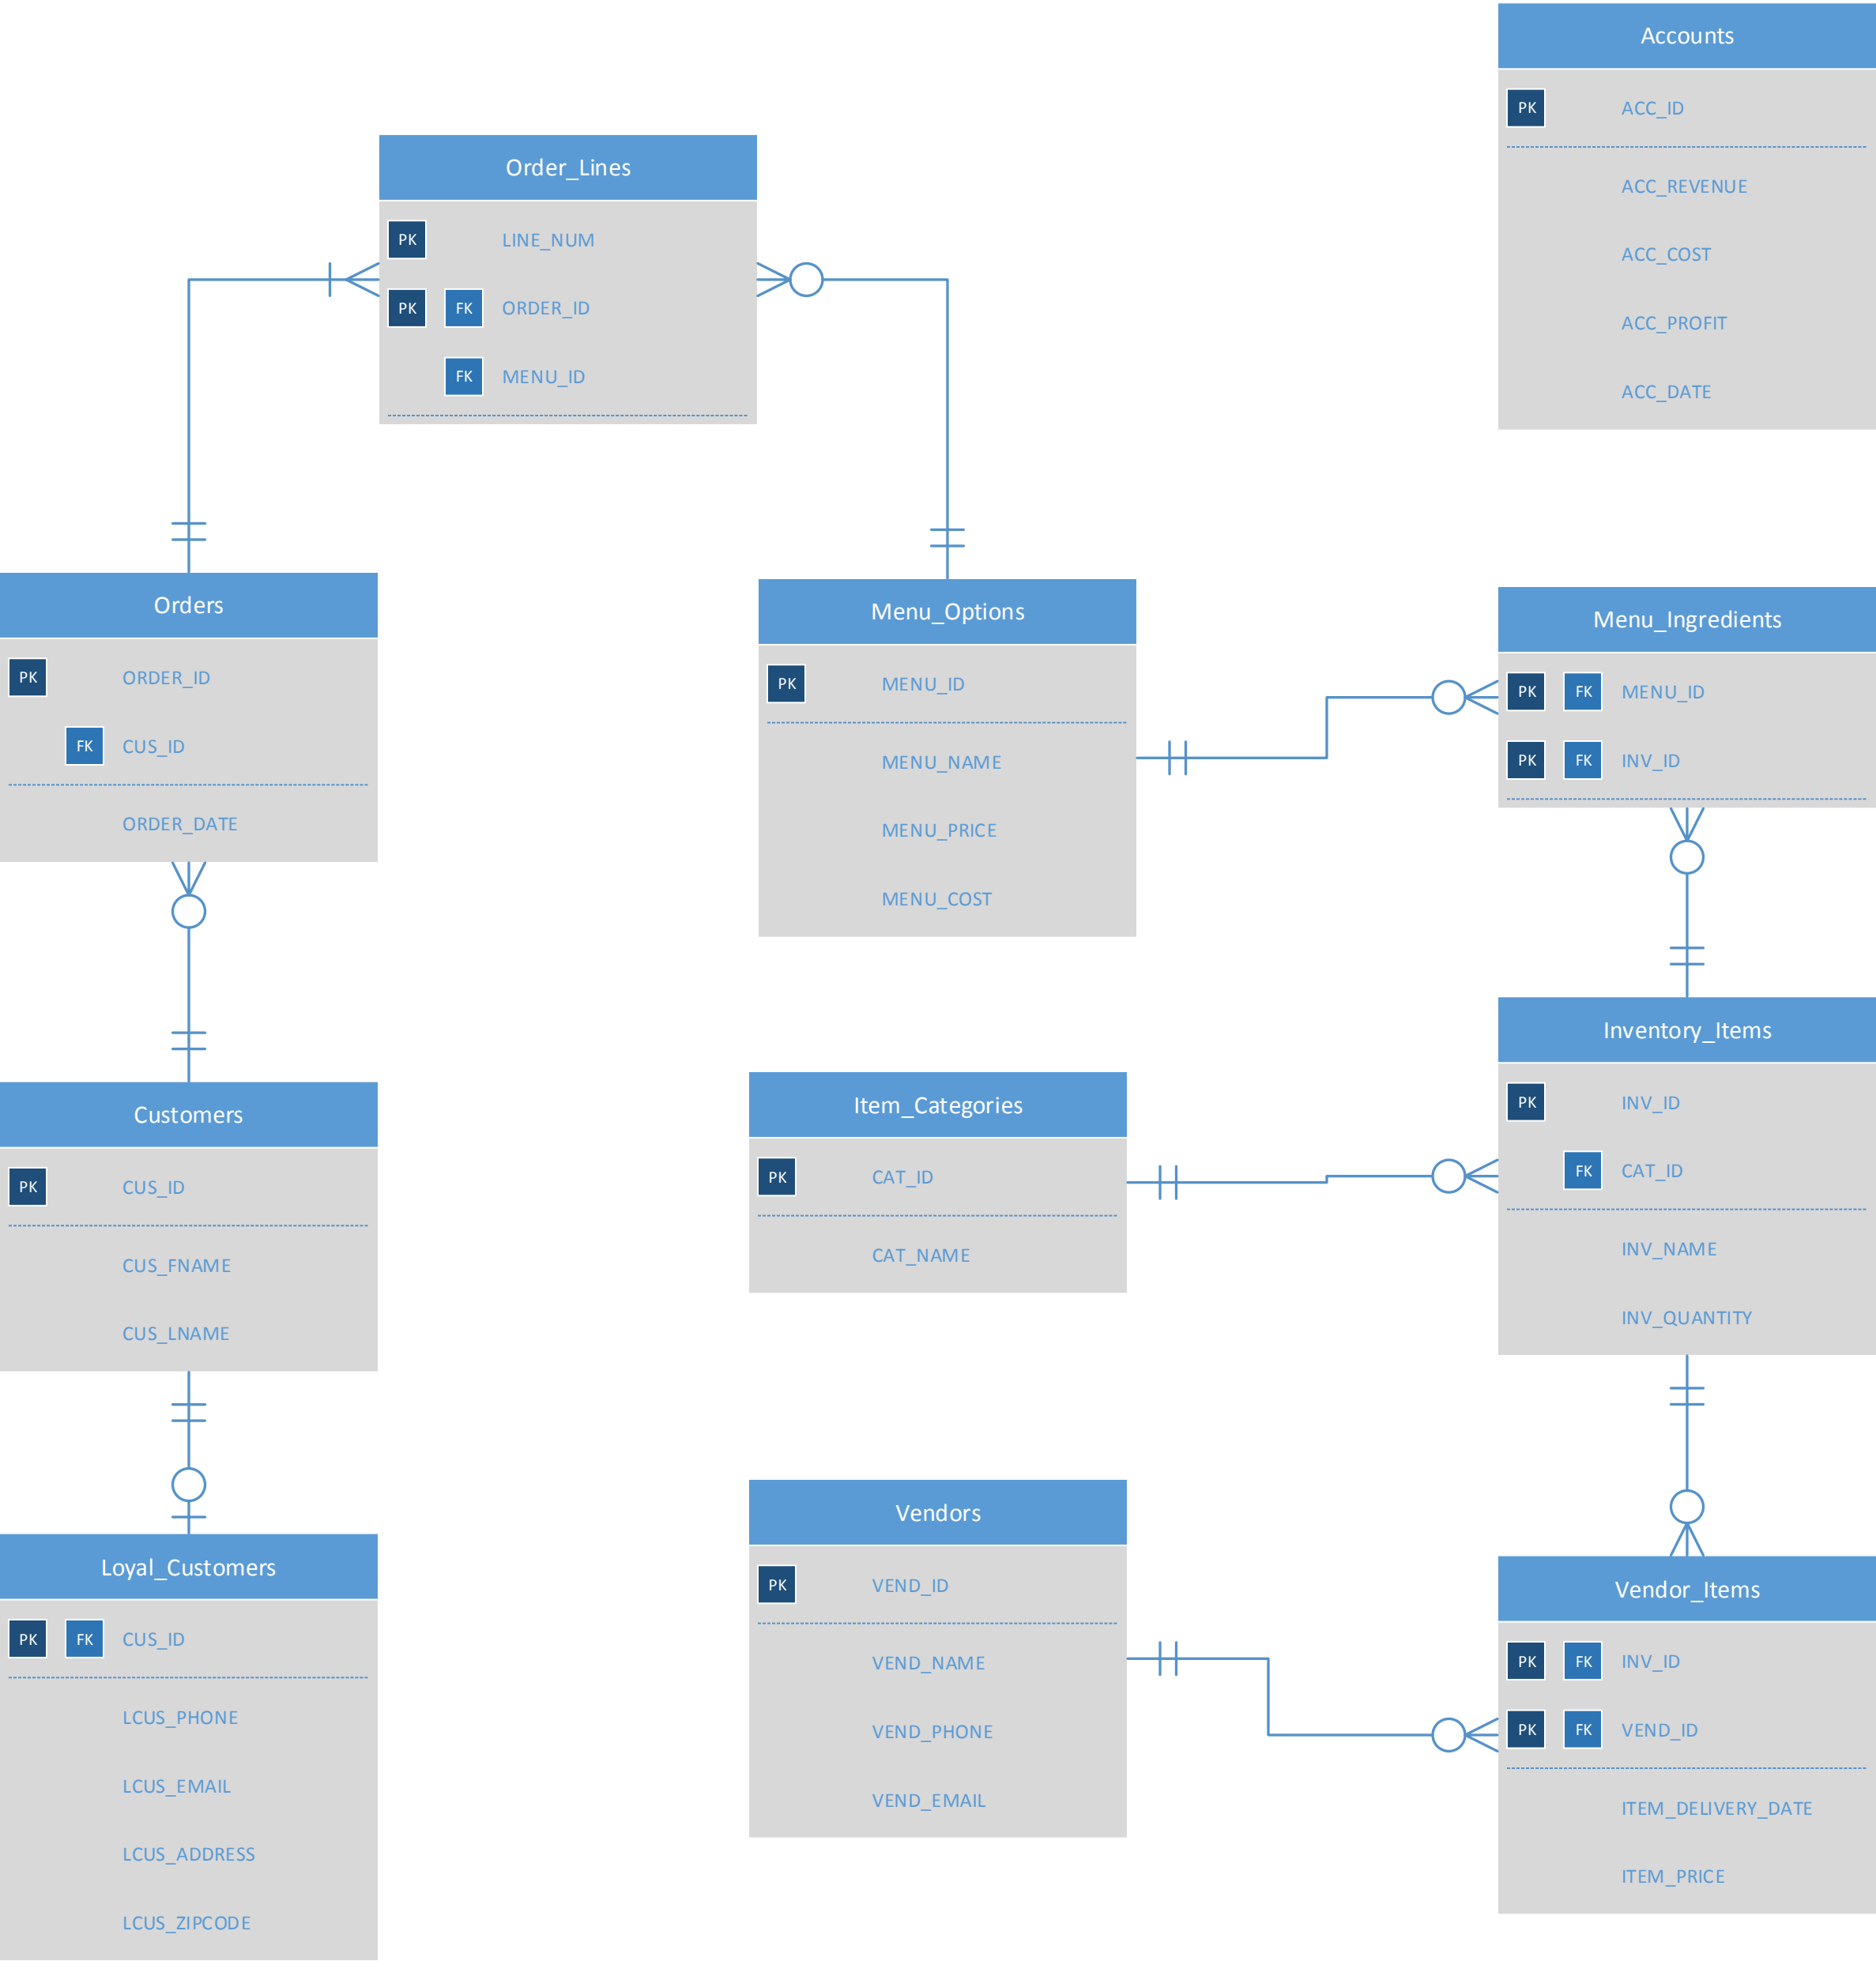 Accounts
PK ACC_ID
ACC_REVENUE
ACC_COST
ACC_PROFIT
ACC_DATE
Order_Lines
PK LINE_NUM
PK FK ORDER_ID
FK MENU_ID
Orders
PK ORDER_ID
FK CUS_ID
ORDER_DATE
Menu_Options
PK MENU_ID
MENU_NAME
MENU_PRICE
MENU_COST
Menu_Ingredients
PK FK MENU_ID
PK FK INV_ID
Customers
PK CUS_ID
CUS_FNAME
CUS_LNAME
Item_Categories
PK CAT_ID
CAT_NAME
Inventory_Items
PK INV_ID
FK CAT_ID
INV_NAME
INV_QUANTITY
Loyal_Customers
PK FK CUS_ID
LCUS_PHONE
LCUS_EMAIL
LCUS_ADDRESS
LCUS_ZIPCODE
Vendors
PK VEND_ID
VEND_NAME
VEND_PHONE
VEND_EMAIL
Vendor_Items
PK FK INV_ID
PK FK VEND_ID
ITEM_DELIVERY_DATE
ITEM_PRICE